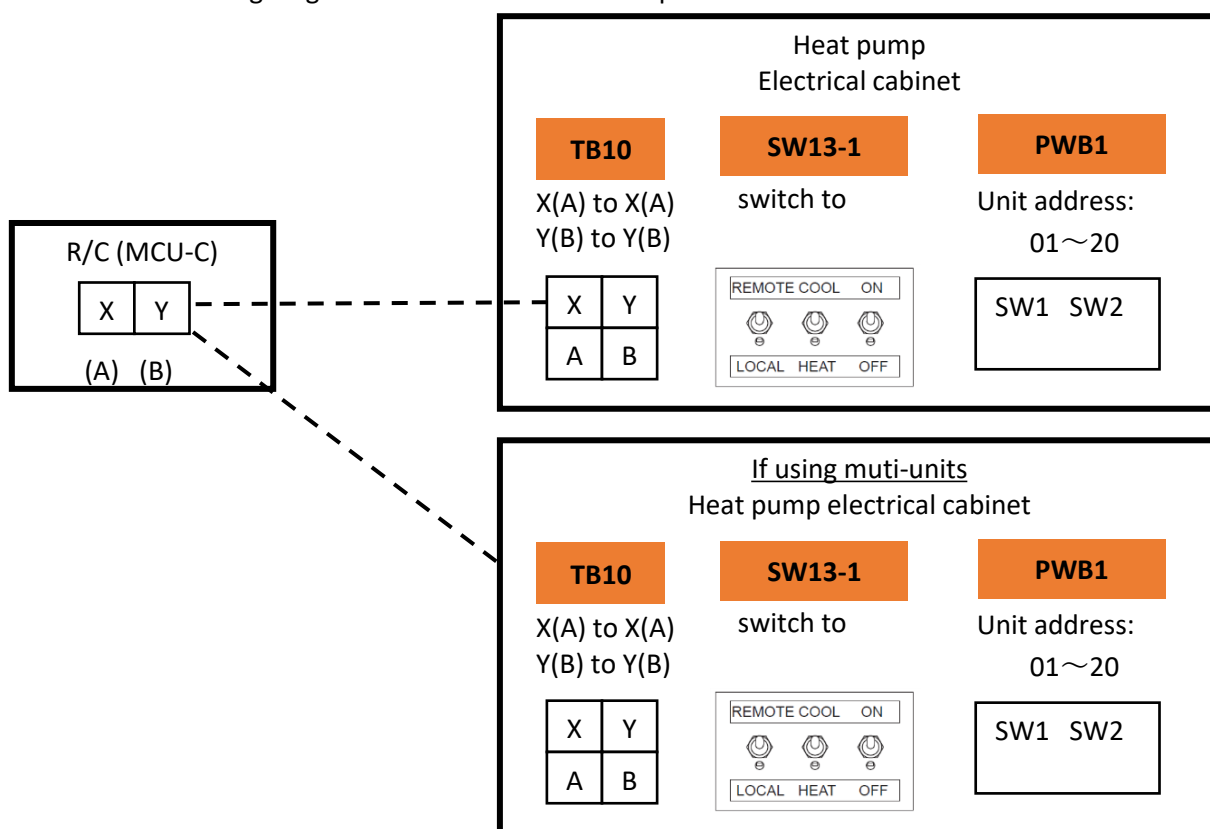 Heat pump
Electrical cabinet
TB10
SW13-1
PWB1
X(A) to X(A)
Y(B) to Y(B)
switch to
Unit address:
01～20
R/C (MCU-C)
X Y
(A) (B)
X Y
A B
REMOTE COOL ON
LOCAL HEAT OFF
SW1 SW2
If using muti-units
Heat pump electrical cabinet
TB10
SW13-1
PWB1
X(A) to X(A)
Y(B) to Y(B)
switch to
Unit address:
01～20
X Y
A B
REMOTE COOL ON
LOCAL HEAT OFF
SW1 SW2